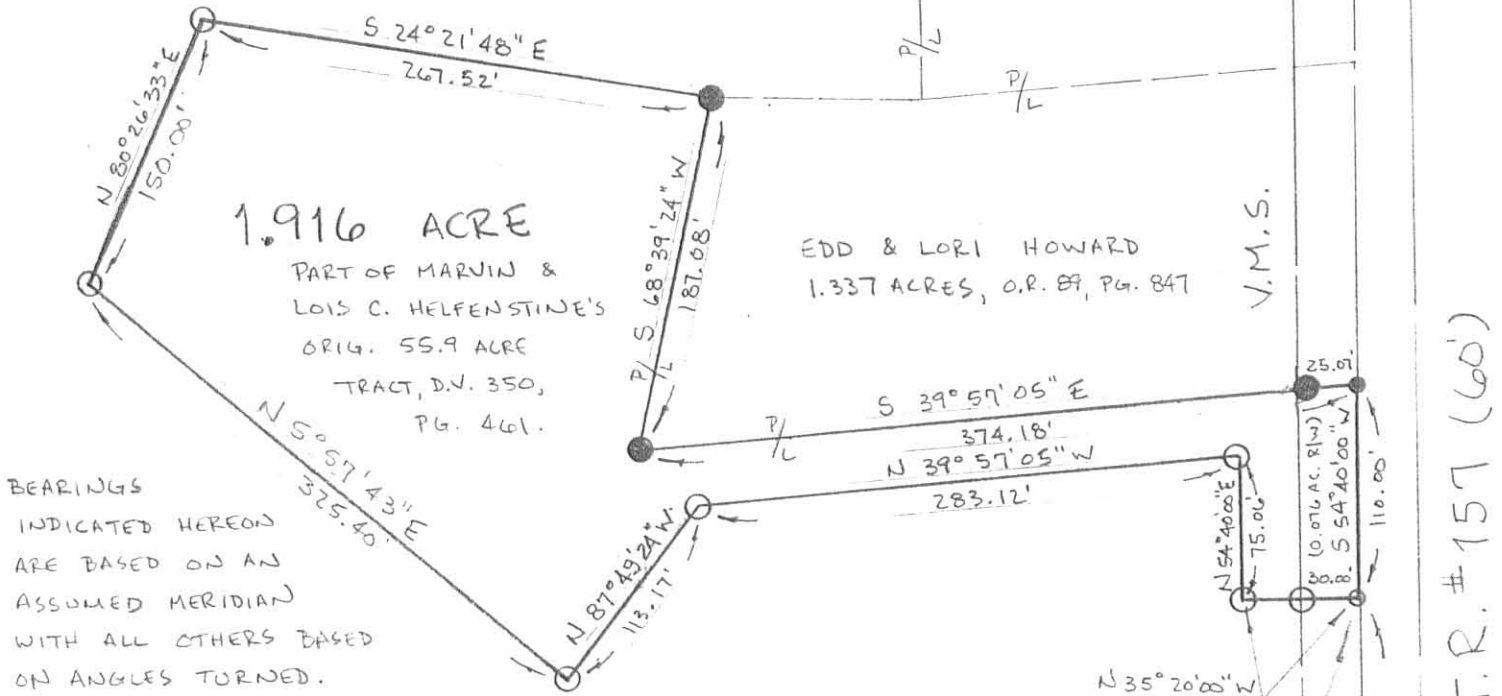 S 24°21'48" E
267.52'
N 80°26'33" E
150.00'
P/L
P/L
1.916 ACRE
PART OF MARVIN &
LOIS C. HELFENSTINE'S
ORIG. 55.9 ACRE
TRACT, D.V. 350,
PG. 461.
P/L S 68°39'24" W
187.08'
EDD & LORI HOWARD
1.337 ACRES, O.R. 89, PG. 847
V.M.S.
25.07'
S 39°57'05" E
374.18'
P/L
N 39°57'05" W
283.12'
N 5°57'43" E
325.40'
N 87°49'24" W
113.17'
N 54°40'00" E
75.06'
(0.076 AC. R/W)
S 54°40'00" W
110.00'
30.00
N 35°20'00" W
T.R. #157 (60')
BEARINGS
INDICATED HEREON
ARE BASED ON AN
ASSUMED MERIDIAN
WITH ALL OTHERS BASED
ON ANGLES TURNED.